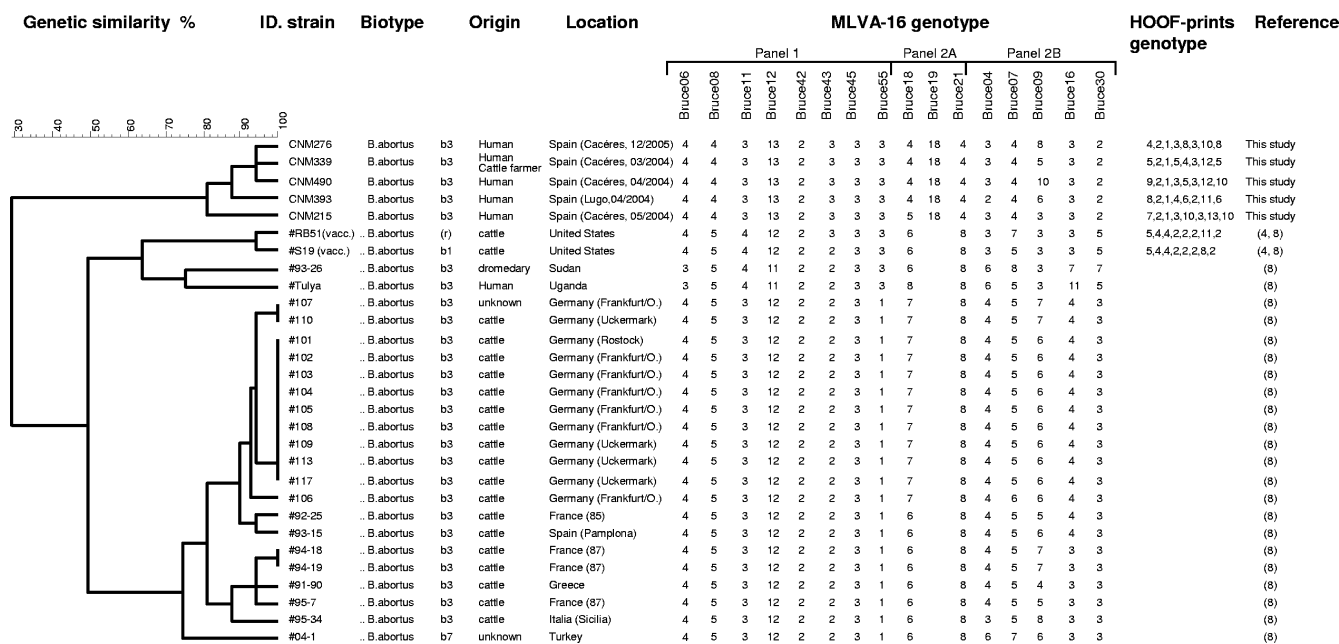 Genetic similarity % ID. strain Biotype Origin Location MLVA-16 genotype HOOF-prints genotype Reference
Panel 1 Panel 2A Panel 2B
Bruce06 Bruce08 Bruce11 Bruce12 Bruce42 Bruce43 Bruce45 Bruce55 Bruce18 Bruce19 Bruce21 Bruce04 Bruce07 Bruce09 Bruce16 Bruce30
30 40 50 60 70 80 90 100
CNM276 B.abortus b3 Human Spain (Cacéres, 12/2005) 4 4 3 13 2 3 3 3 4 18 4 3 4 8 3 2 4,2,1,3,8,3,10,8 This study
CNM339 B.abortus b3 Human Cattle farmer Spain (Cacéres, 03/2004) 4 4 3 13 2 3 3 3 4 18 4 3 4 5 3 2 5,2,1,5,4,3,12,5 This study
CNM490 B.abortus b3 Human Spain (Cacéres, 04/2004) 4 4 3 13 2 3 3 3 4 18 4 3 4 10 3 2 9,2,1,3,5,3,12,10 This study
CNM393 B.abortus b3 Human Spain (Lugo,04/2004) 4 4 3 13 2 3 3 3 4 18 4 2 4 6 3 2 8,2,1,4,6,2,11,6 This study
CNM215 B.abortus b3 Human Spain (Cacéres, 05/2004) 4 4 3 13 2 3 3 3 5 18 4 3 4 3 3 2 7,2,1,3,10,3,13,10 This study
#RB51(vacc.) .. B.abortus (r) cattle United States 4 5 4 12 2 3 3 3 6 8 3 7 3 3 5 5,4,4,2,2,2,11,2 (4, 8)
#S19 (vacc.) .. B.abortus b1 cattle United States 4 5 4 12 2 2 3 3 6 8 3 5 3 3 5 5,4,4,2,2,2,8,2 (4, 8)
#93-26 .. B.abortus b3 dromedary Sudan 3 5 4 11 2 2 3 3 6 8 6 8 3 7 7 (8)
#Tulya .. B.abortus b3 Human Uganda 3 5 4 11 2 2 3 3 8 8 6 5 3 11 5 (8)
#107 .. B.abortus b3 unknown Germany (Frankfurt/O.) 4 5 3 12 2 2 3 1 7 8 4 5 7 4 3 (8)
#110 .. B.abortus b3 cattle Germany (Uckermark) 4 5 3 12 2 2 3 1 7 8 4 5 7 4 3 (8)
#101 .. B.abortus b3 cattle Germany (Rostock) 4 5 3 12 2 2 3 1 7 8 4 5 6 4 3 (8)
#102 .. B.abortus b3 cattle Germany (Frankfurt/O.) 4 5 3 12 2 2 3 1 7 8 4 5 6 4 3 (8)
#103 .. B.abortus b3 cattle Germany (Frankfurt/O.) 4 5 3 12 2 2 3 1 7 8 4 5 6 4 3 (8)
#104 .. B.abortus b3 cattle Germany (Frankfurt/O.) 4 5 3 12 2 2 3 1 7 8 4 5 6 4 3 (8)
#105 .. B.abortus b3 cattle Germany (Frankfurt/O.) 4 5 3 12 2 2 3 1 7 8 4 5 6 4 3 (8)
#108 .. B.abortus b3 cattle Germany (Frankfurt/O.) 4 5 3 12 2 2 3 1 7 8 4 5 6 4 3 (8)
#109 .. B.abortus b3 cattle Germany (Uckermark) 4 5 3 12 2 2 3 1 7 8 4 5 6 4 3 (8)
#113 .. B.abortus b3 cattle Germany (Uckermark) 4 5 3 12 2 2 3 1 7 8 4 5 6 4 3 (8)
#117 .. B.abortus b3 cattle Germany (Uckermark) 4 5 3 12 2 2 3 1 7 8 4 5 6 4 3 (8)
#106 .. B.abortus b3 cattle Germany (Frankfurt/O.) 4 5 3 12 2 2 3 1 7 8 4 6 6 4 3 (8)
#92-25 .. B.abortus b3 cattle France (85) 4 5 3 12 2 2 3 1 6 8 4 5 5 4 3 (8)
#93-15 .. B.abortus b3 cattle Spain (Pamplona) 4 5 3 12 2 2 3 1 6 8 4 5 6 4 3 (8)
#94-18 .. B.abortus b3 cattle France (87) 4 5 3 12 2 2 3 1 6 8 4 5 7 3 3 (8)
#94-19 .. B.abortus b3 cattle France (87) 4 5 3 12 2 2 3 1 6 8 4 5 7 3 3 (8)
#91-90 .. B.abortus b3 cattle Greece 4 5 3 12 2 2 3 1 6 8 4 5 4 3 3 (8)
#95-7 .. B.abortus b3 cattle France (87) 4 5 3 12 2 2 3 1 6 8 4 5 5 3 3 (8)
#95-34 .. B.abortus b3 cattle Italia (Sicilia) 4 5 3 12 2 2 3 1 6 8 3 5 8 3 3 (8)
#04-1 .. B.abortus b7 unknown Turkey 4 5 3 12 2 2 3 1 6 8 6 7 6 3 3 (8)